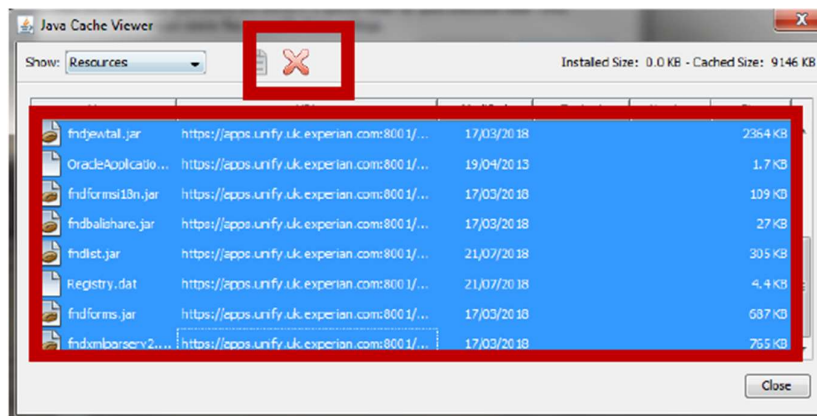 Java Cache Viewer
Show: Resources Installed Size: 0.0 KB - Cached Size: 9146 KB
fndjewtall.jar https://apps.unify.uk.experian.com:8001/... 17/03/2018 2364 KB
OracleApplicatio... https://apps.unify.uk.experian.com:8001/... 19/04/2013 1.7 KB
fndformsi18n.jar https://apps.unify.uk.experian.com:8001/... 17/03/2018 109 KB
fndbalishare.jar https://apps.unify.uk.experian.com:8001/... 17/03/2018 27 KB
fndlist.jar https://apps.unify.uk.experian.com:8001/... 21/07/2018 305 KB
Registry.dat https://apps.unify.uk.experian.com:8001/... 21/07/2018 4.4 KB
fndforms.jar https://apps.unify.uk.experian.com:8001/... 17/03/2018 687 KB
fndxmlparserv2.... https://apps.unify.uk.experian.com:8001/... 17/03/2018 765 KB
Close